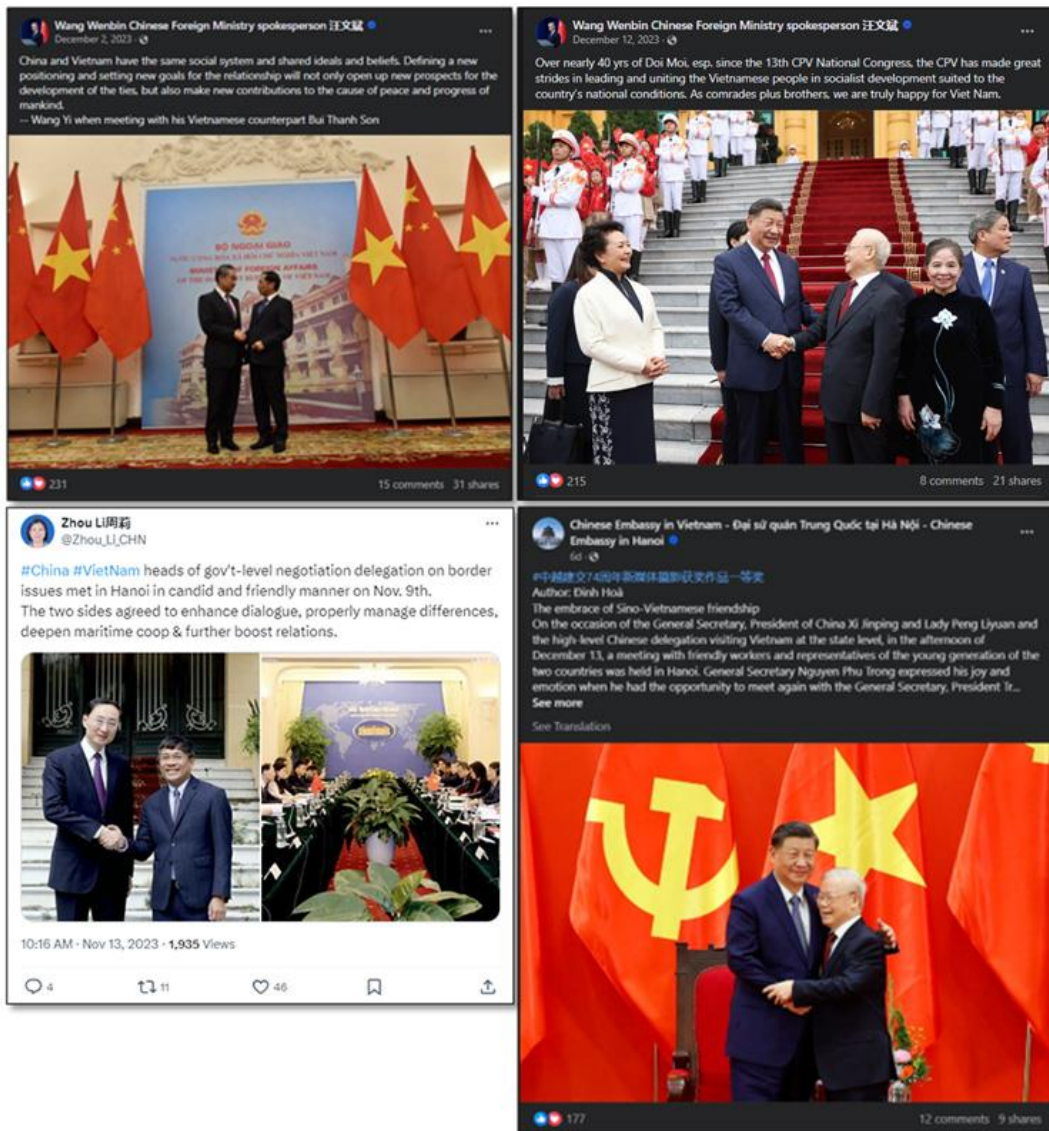 Wang Wenbin Chinese Foreign Ministry spokesperson 汪文斌
December 2, 2023 ·
China and Vietnam have the same social system and shared ideals and beliefs. Defining a new
positioning and setting new goals for the relationship will not only open up new prospects for the
development of the ties, but also make new contributions to the cause of peace and progress of
mankind.
-- Wang Yi when meeting with his Vietnamese counterpart Bui Thanh Son
BỘ NGOẠI GIAO
MINISTRY OF FOREIGN AFFAIRS
231
15 comments 31 shares
Wang Wenbin Chinese Foreign Ministry spokesperson 汪文斌
December 12, 2023 ·
Over nearly 40 yrs of Doi Moi, esp. since the 13th CPV National Congress, the CPV has made great
strides in leading and uniting the Vietnamese people in socialist development suited to the
country's national conditions. As comrades plus brothers, we are truly happy for Viet Nam.
215
8 comments 21 shares
Zhou Li周莉
@Zhou_Li_CHN
#China #VietNam heads of gov't-level negotiation delegation on border
issues met in Hanoi in candid and friendly manner on Nov. 9th.
The two sides agreed to enhance dialogue, properly manage differences,
deepen maritime coop & further boost relations.
10:16 AM · Nov 13, 2023 · 1,935 Views
4
11
46
Chinese Embassy in Vietnam - Đại sứ quán Trung Quốc tại Hà Nội - Chinese
Embassy in Hanoi
6d ·
#中越建交74周年新媒体摄影获奖作品一等奖
Author: Đinh Hoà
The embrace of Sino-Vietnamese friendship
On the occasion of the General Secretary, President of China Xi Jinping and Lady Peng Liyuan and
the high-level Chinese delegation visiting Vietnam at the state level, in the afternoon of
December 13, a meeting with friendly workers and representatives of the young generation of the
two countries was held in Hanoi. General Secretary Nguyen Phu Trong expressed his joy and
emotion when he had the opportunity to meet again with the General Secretary, President Tr...
See more
See Translation
177
12 comments 9 shares